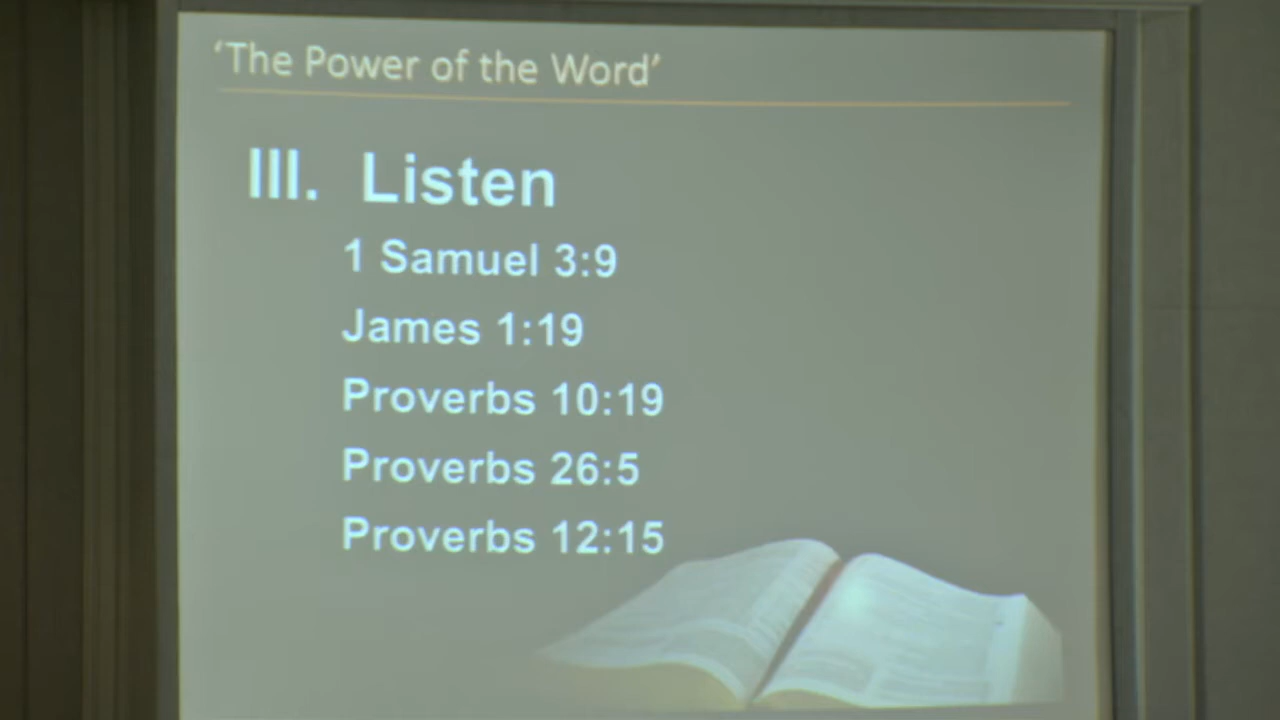 ‘The Power of the Word’
III. Listen
1 Samuel 3:9
James 1:19
Proverbs 10:19
Proverbs 26:5
Proverbs 12:15